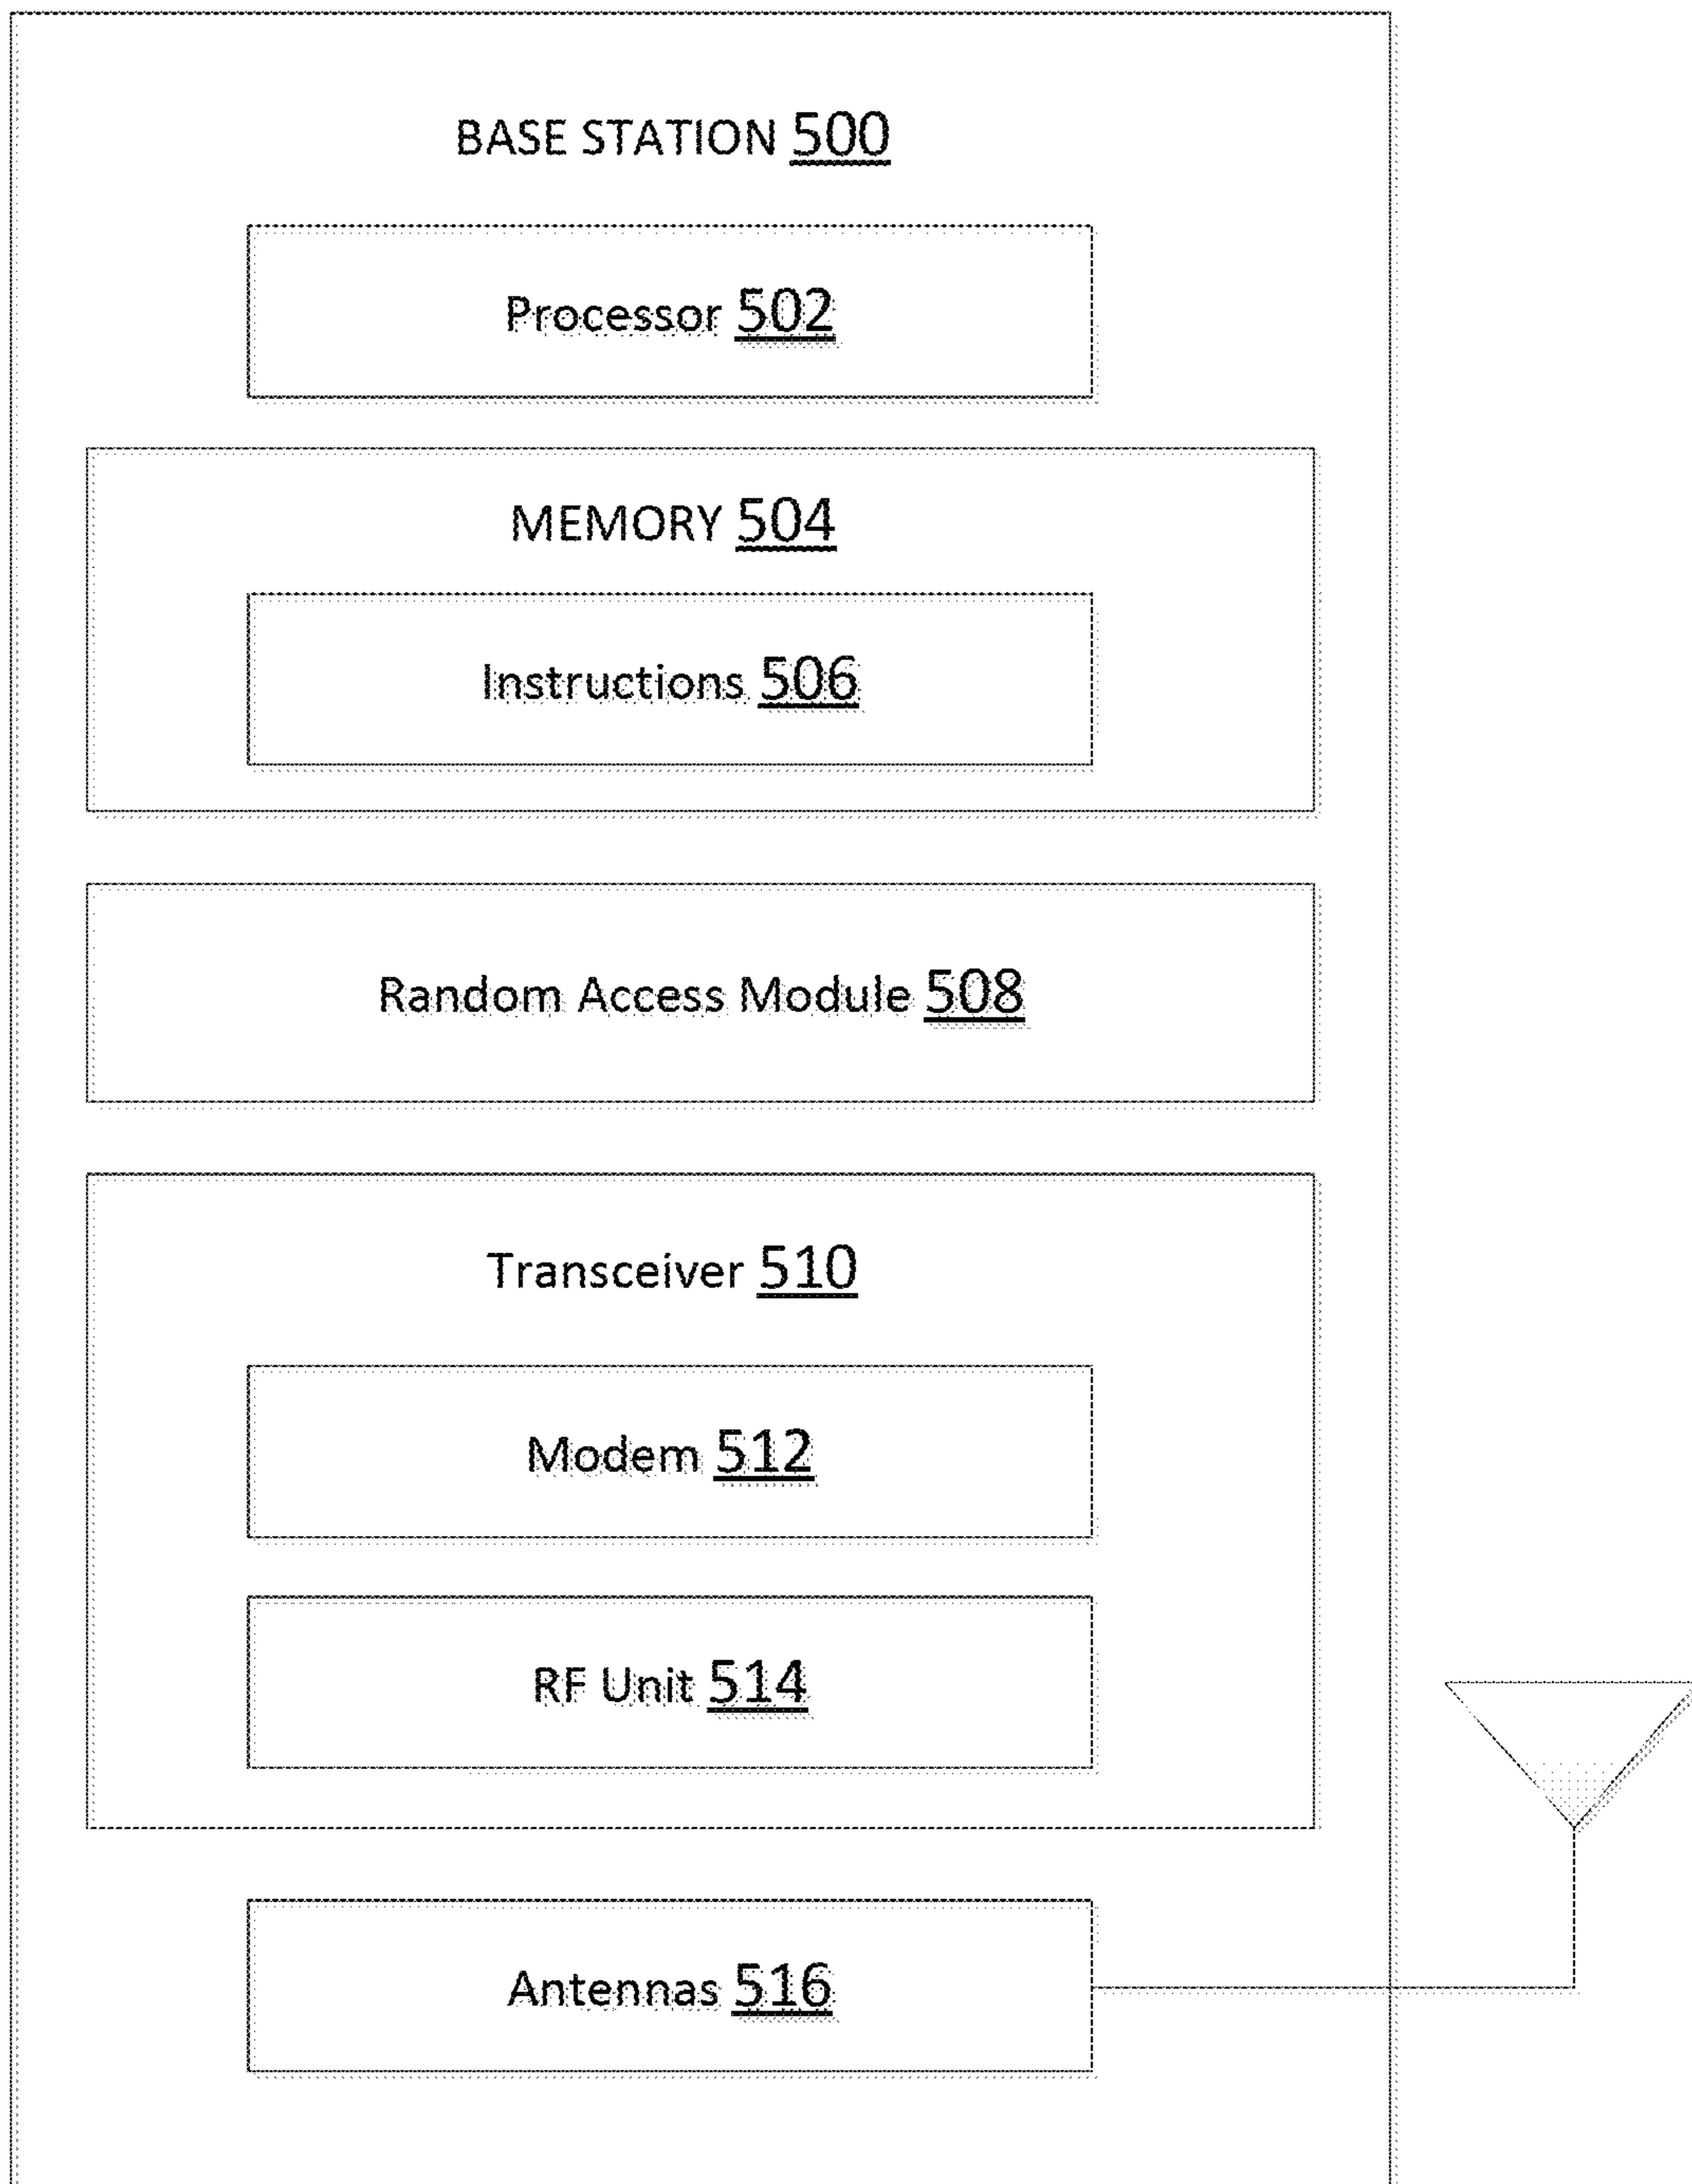 BASE STATION 500
Processor 502
MEMORY 504
Instructions 506
Random Access Module 508
Transceiver 510
Modem 512
RF Unit 514
Antennas 516